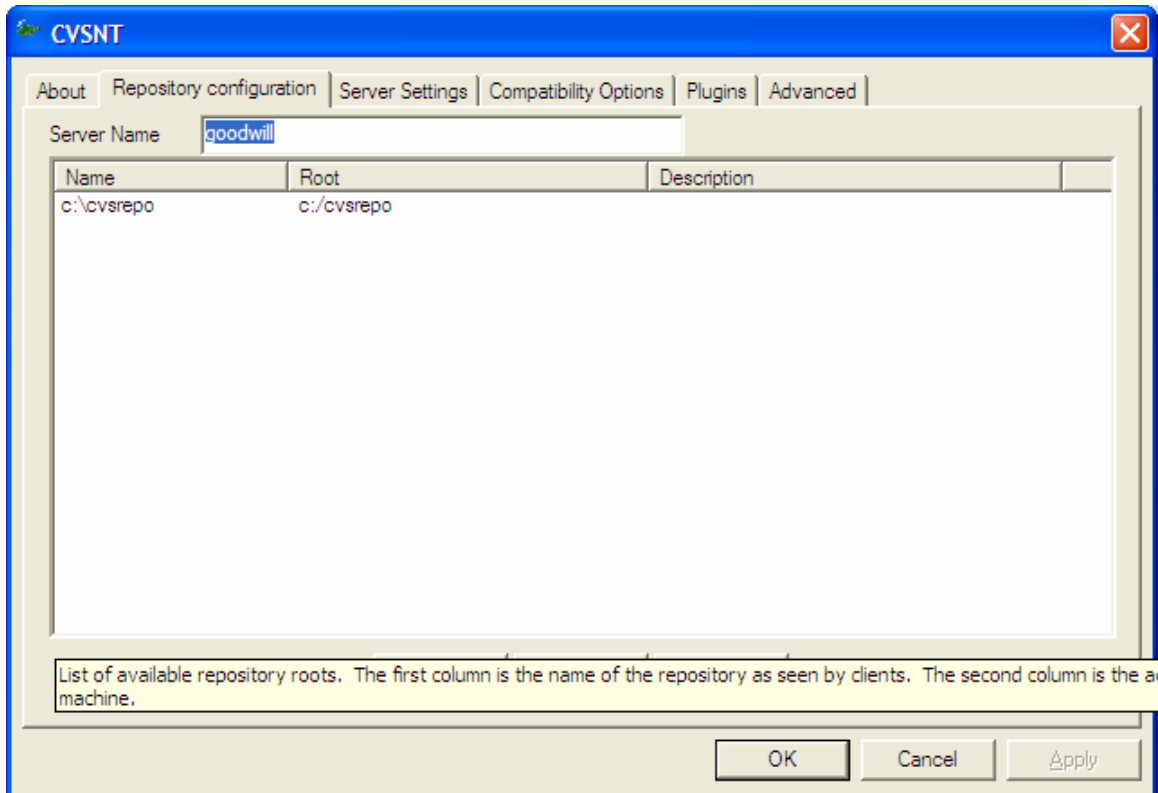 CVSNT
About Repository configuration Server Settings Compatibility Options Plugins Advanced
Server Name goodwill
Name Root Description
c:\cvsrepo c:/cvsrepo
List of available repository roots. The first column is the name of the repository as seen by clients. The second column is the
machine.
OK Cancel Apply